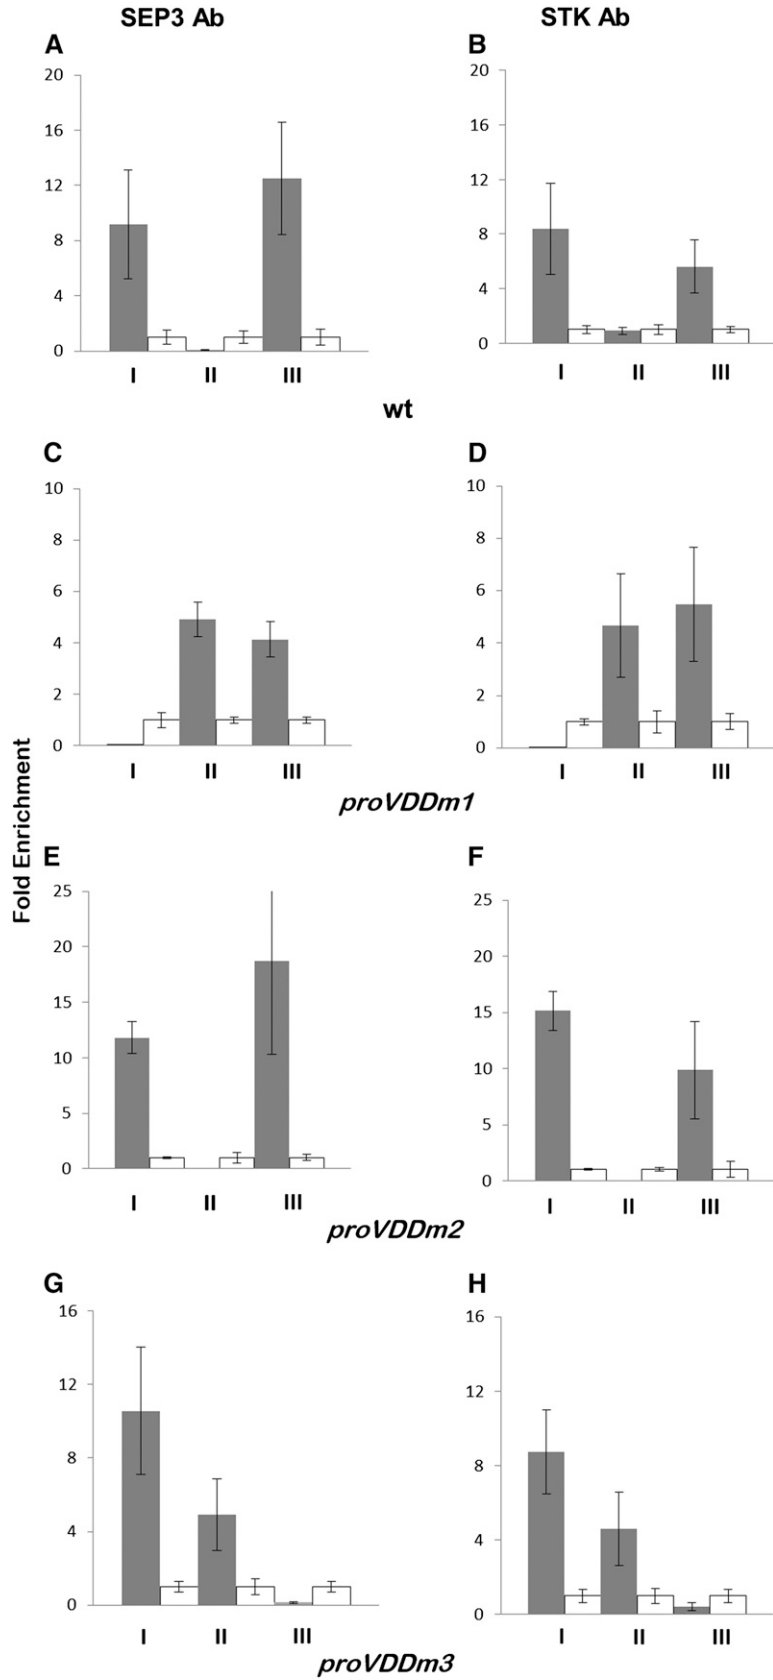 SEP3 Ab STK Ab
A B
20 20
16 16
12 12
8 8
4 4
0 0
I II III I II III
wt
C D
10 10
8 8
6 6
4 4
2 2
0 0
I II III I II III
proVDDm1
Fold Enrichment
E F
25 25
20 20
15 15
10 10
5 5
0 0
I II III I II III
proVDDm2
G H
16 16
12 12
8 8
4 4
0 0
I II III I II III
proVDDm3